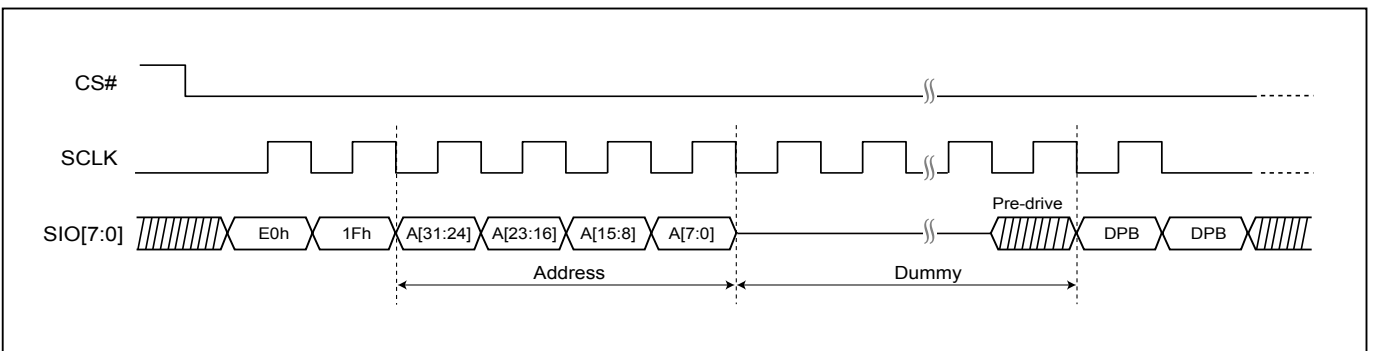 CS#
SCLK
Pre-drive
SIO[7:0] E0h 1Fh A[31:24] A[23:16] A[15:8] A[7:0] DPB DPB
Address Dummy